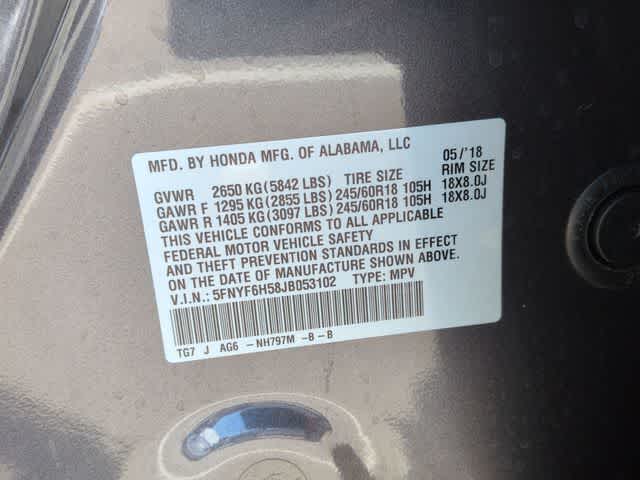 MFD. BY HONDA MFG. OF ALABAMA, LLC 05/'18
GVWR 2650 KG (5842 LBS) TIRE SIZE RIM SIZE
GAWR F 1295 KG (2855 LBS) 245/60R18 105H 18X8.0J
GAWR R 1405 KG (3097 LBS) 245/60R18 105H 18X8.0J
THIS VEHICLE CONFORMS TO ALL APPLICABLE
FEDERAL MOTOR VEHICLE SAFETY
AND THEFT PREVENTION STANDARDS IN EFFECT
ON THE DATE OF MANUFACTURE SHOWN ABOVE.
V.I.N.: 5FNYF6H58JB053102 TYPE: MPV
TG7 J AG6 -NH797M -B-B